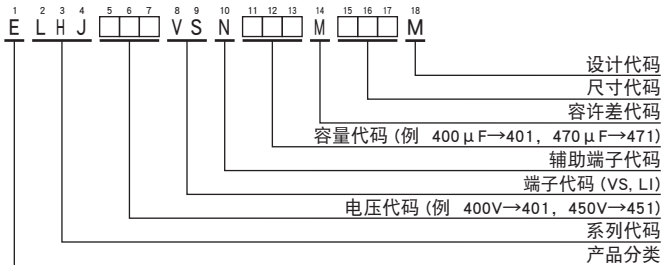 1 2 3 4 5 6 7 8 9 10 11 12 13 14 15 16 17 18
E L H J □□□ V S N □□□ M □□□ M
设计代码
尺寸代码
容许差代码
容量代码 (例 400μF→401, 470μF→471)
辅助端子代码
端子代码 (VS, LI)
电压代码 (例 400V→401, 450V→451)
系列代码
产品分类